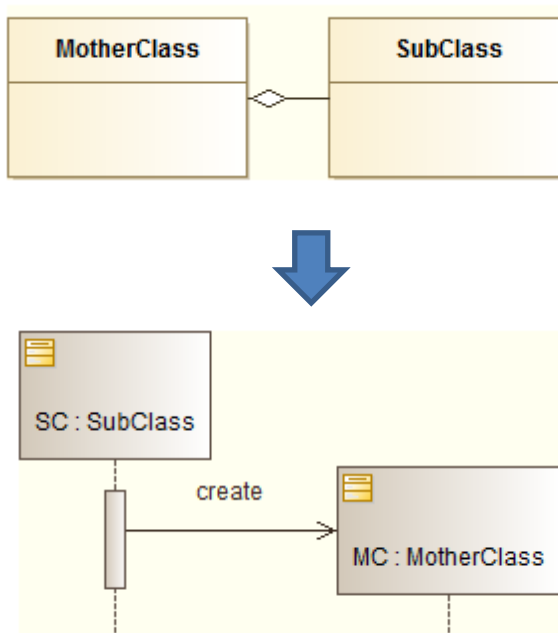 MotherClass
SubClass
SC : SubClass
create
MC : MotherClass